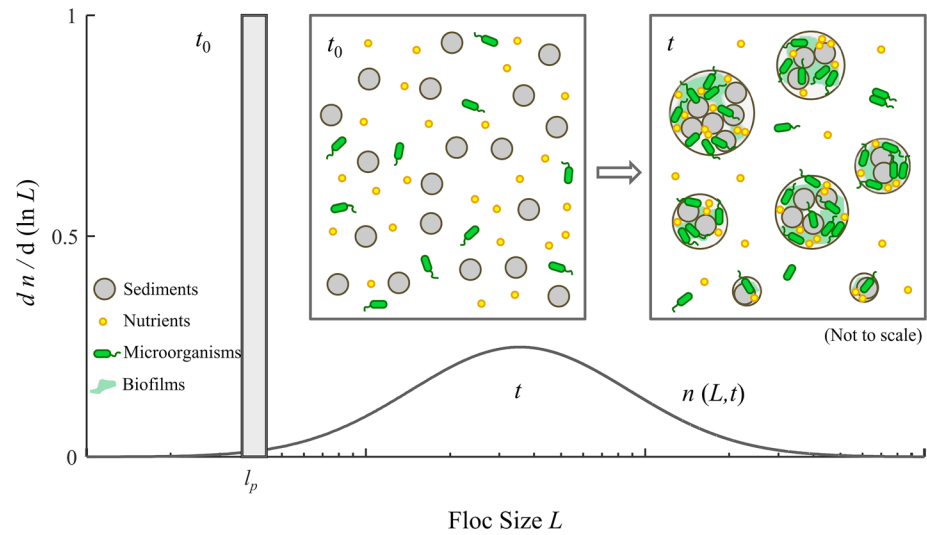 1
t0
t0
t
0.5
d n / d (ln L)
Sediments
Nutrients
Microorganisms
Biofilms
(Not to scale)
t
n (L,t)
0
lp
Floc Size L